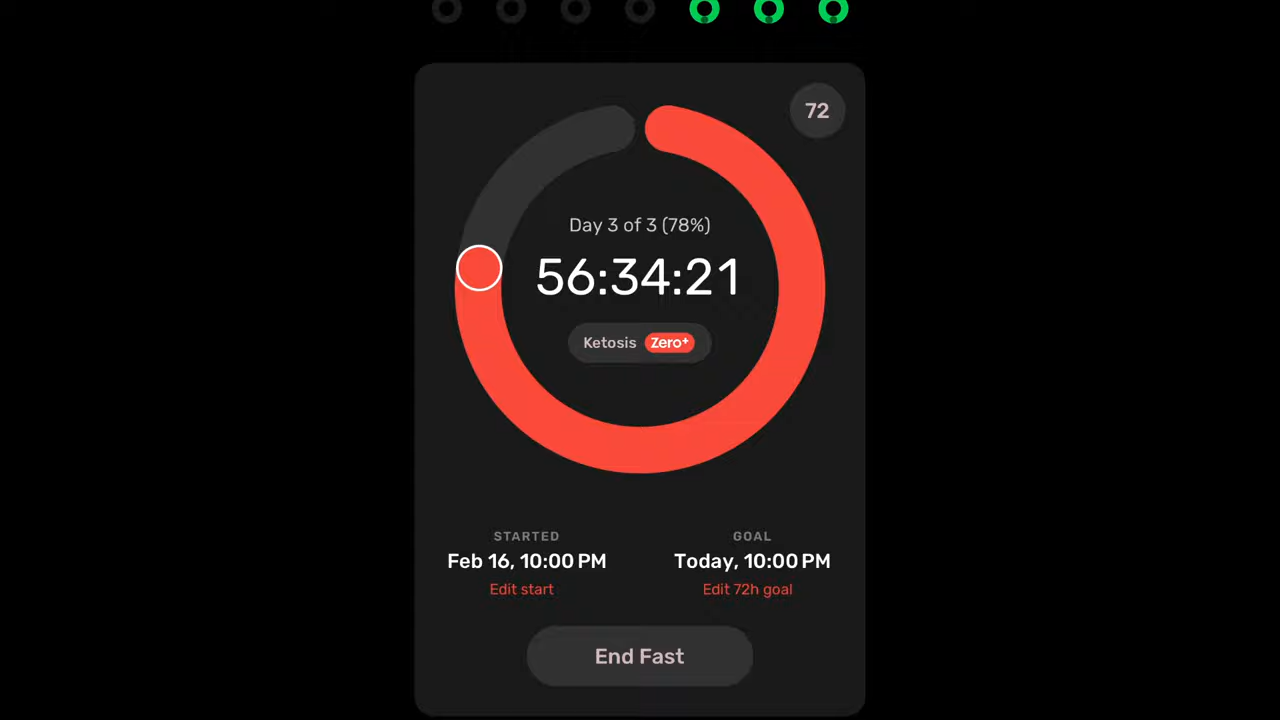 72
Day 3 of 3 (78%)
56:34:21
Ketosis Zero+
STARTED
Feb 16, 10:00 PM
Edit start
GOAL
Today, 10:00 PM
Edit 72h goal
End Fast